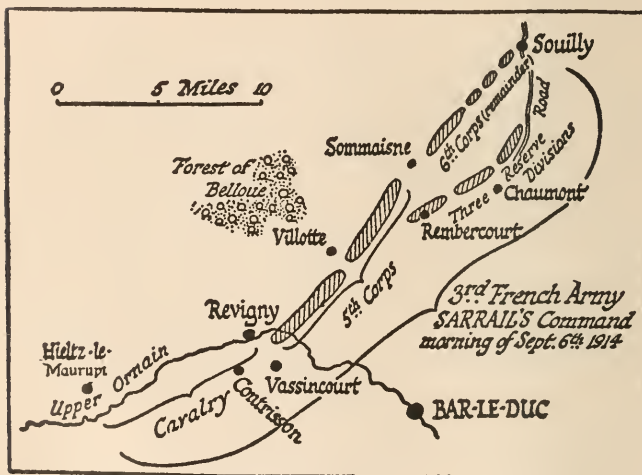 Souilly
0 5 Miles 10
6th Corps (remainder)
Road
Sommaisne
Reserve
Divisions
Forest of
Belloue
Three
Chaumont
Villotte
Rembercourt
5th Corps
3rd French Army
SARRAIL'S Command
morning of Sept. 6th 1914
Revigny
Hieltz-le-
Maurupt
Upper Ornain
Cavalry
Contrisson
Vassincourt
BAR-LE-DUC